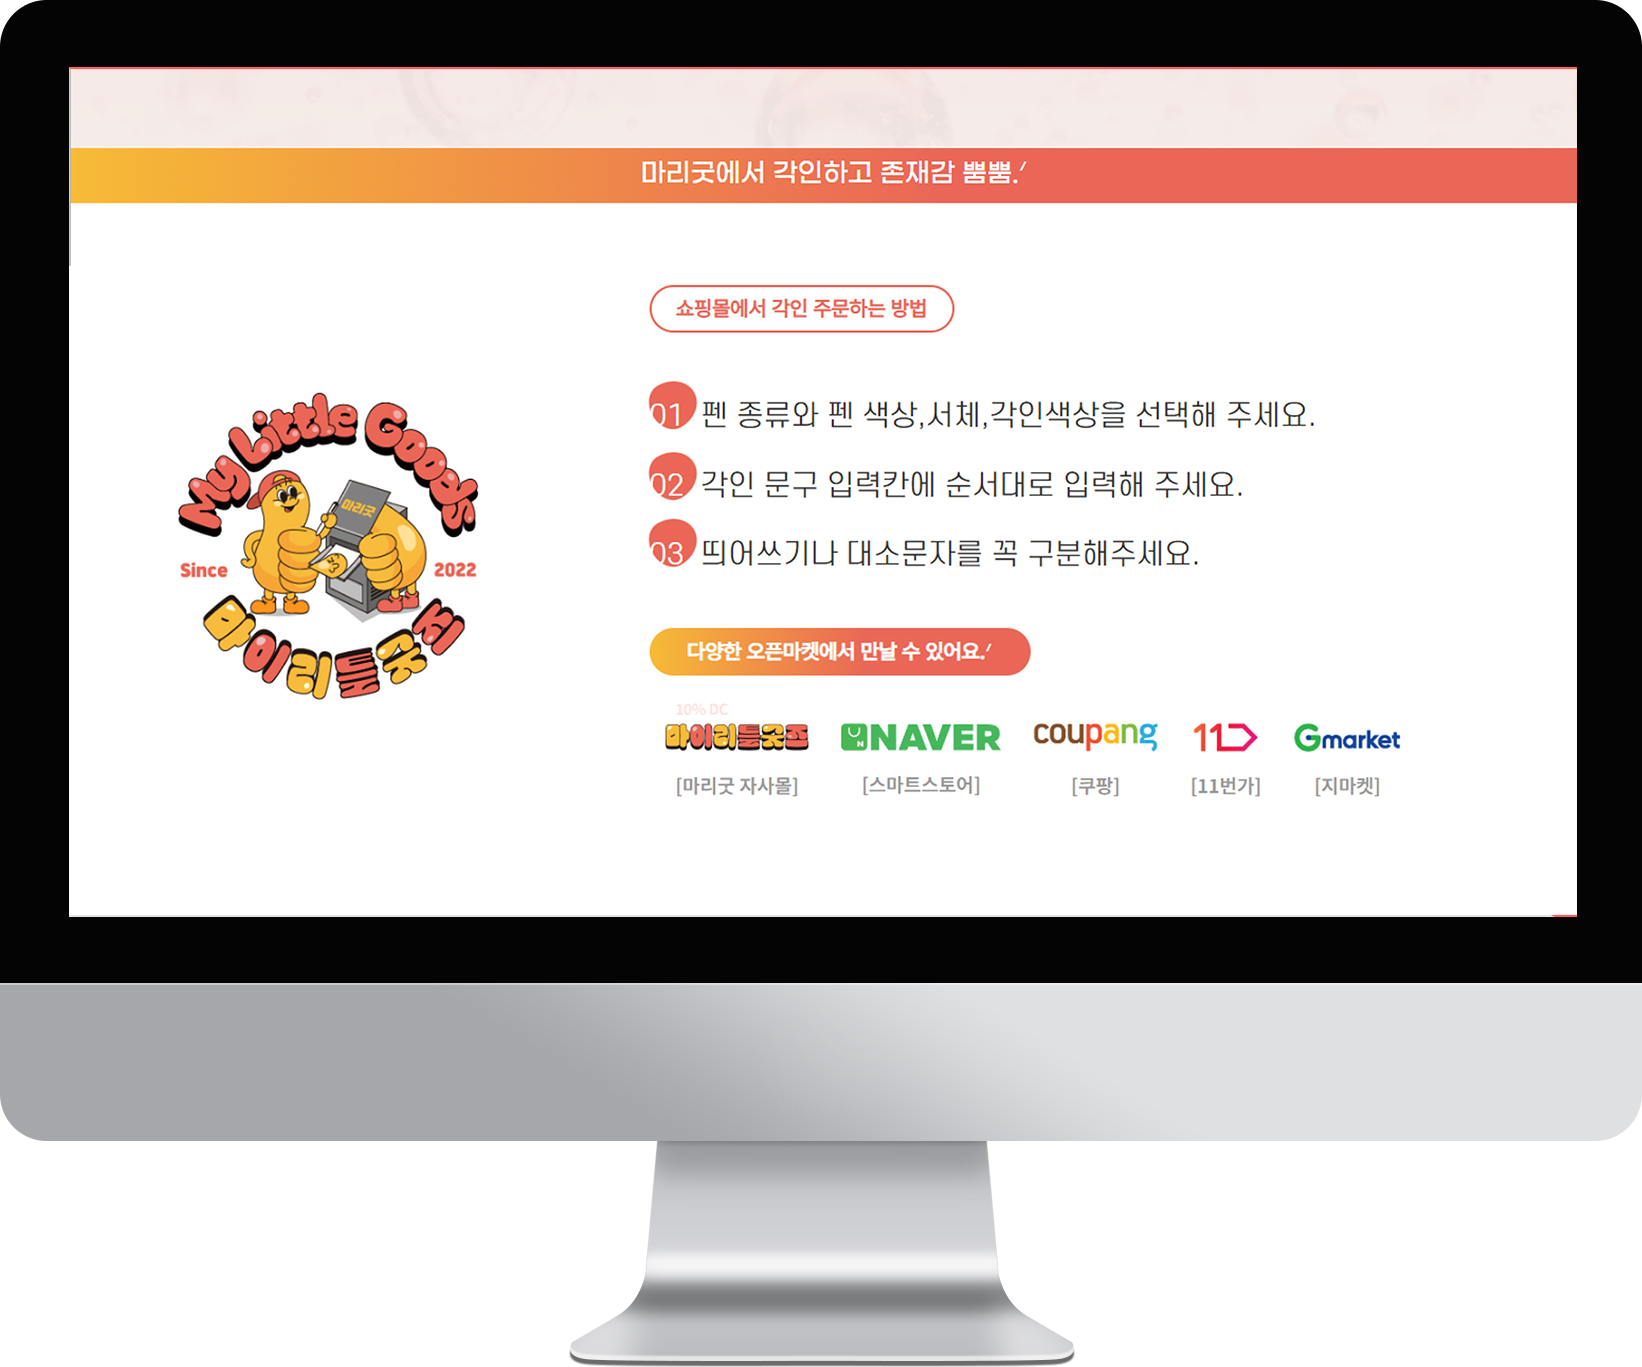 마리굿에서 각인하고 존재감 뿜뿜.!
쇼핑몰에서 각인 주문하는 방법
01 펜 종류와 펜 색상,서체,각인색상을 선택해 주세요.
02 각인 문구 입력칸에 순서대로 입력해 주세요.
03 띄어쓰기나 대소문자를 꼭 구분해주세요.
My Little Goods
마리굿
Since 2022
마이리틀굿즈
다양한 오픈마켓에서 만날 수 있어요.!
10% DC
마이리틀굿즈 NAVER coupang 11 Gmarket
[마리굿 자사몰] [스마트스토어] [쿠팡] [11번가] [지마켓]